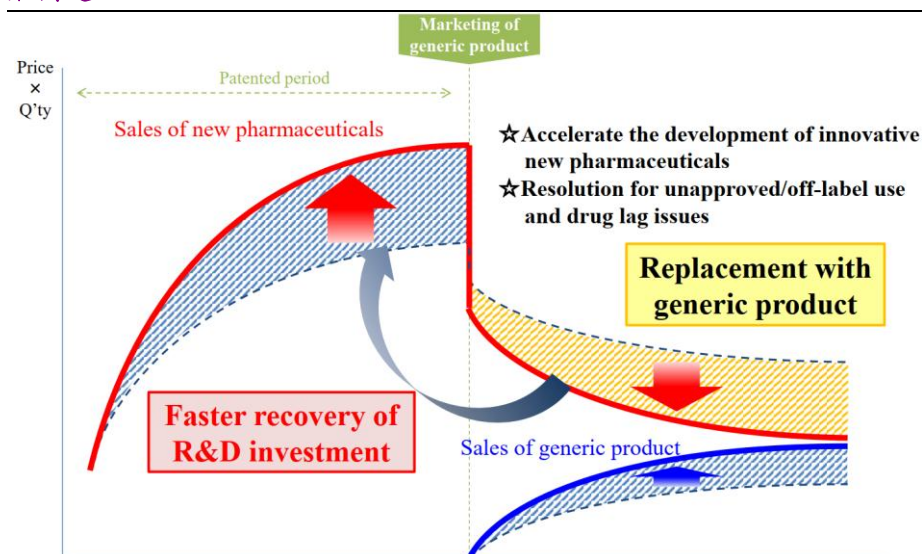 Marketing of
generic product
Price
×
Q'ty
Patented period
Sales of new pharmaceuticals
☆Accelerate the development of innovative
new pharmaceuticals
☆Resolution for unapproved/off-label use
and drug lag issues
Replacement with
generic product
Faster recovery of
R&D investment
Sales of generic product